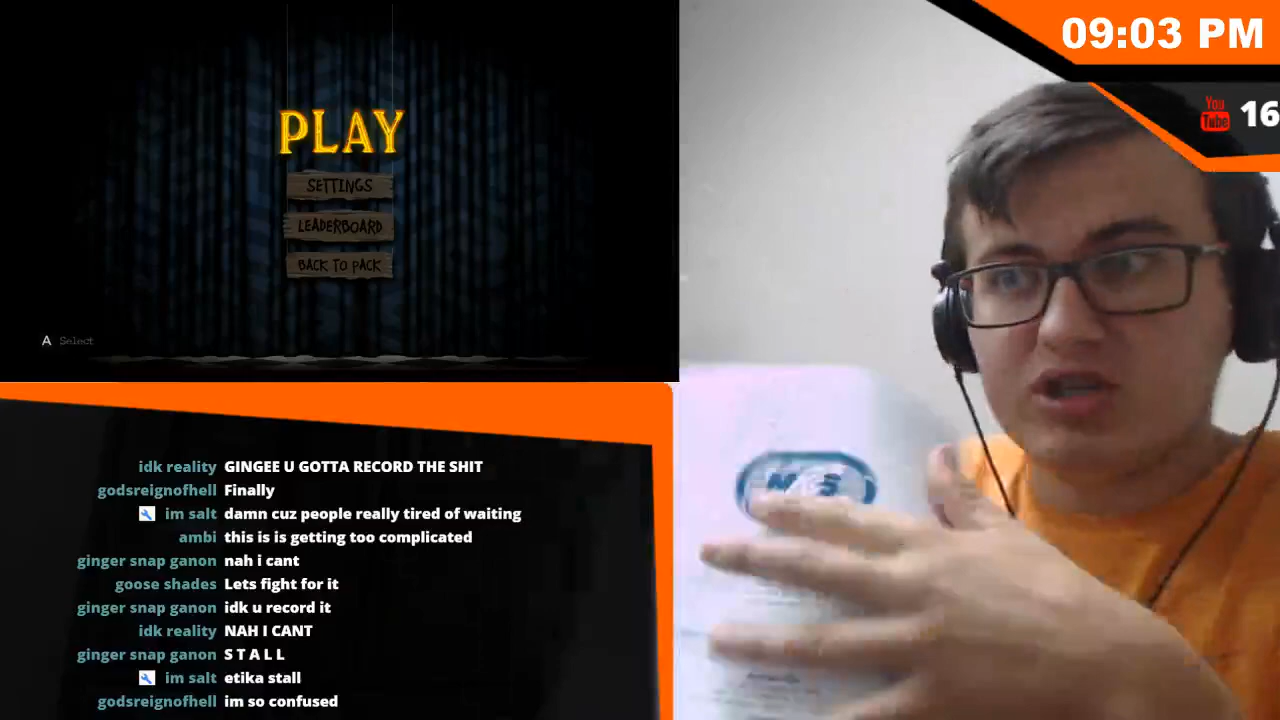 PLAY
SETTINGS
LEADERBOARD
BACK TO PACK
A Select
09:03 PM
You Tube 16
idk reality GINGEE U GOTTA RECORD THE SHIT
godsreignofhell Finally
im salt damn cuz people really tired of waiting
ambi this is is getting too complicated
ginger snap ganon nah i cant
goose shades Lets fight for it
ginger snap ganon idk u record it
idk reality NAH I CANT
ginger snap ganon S T A L L
im salt etika stall
godsreignofhell im so confused